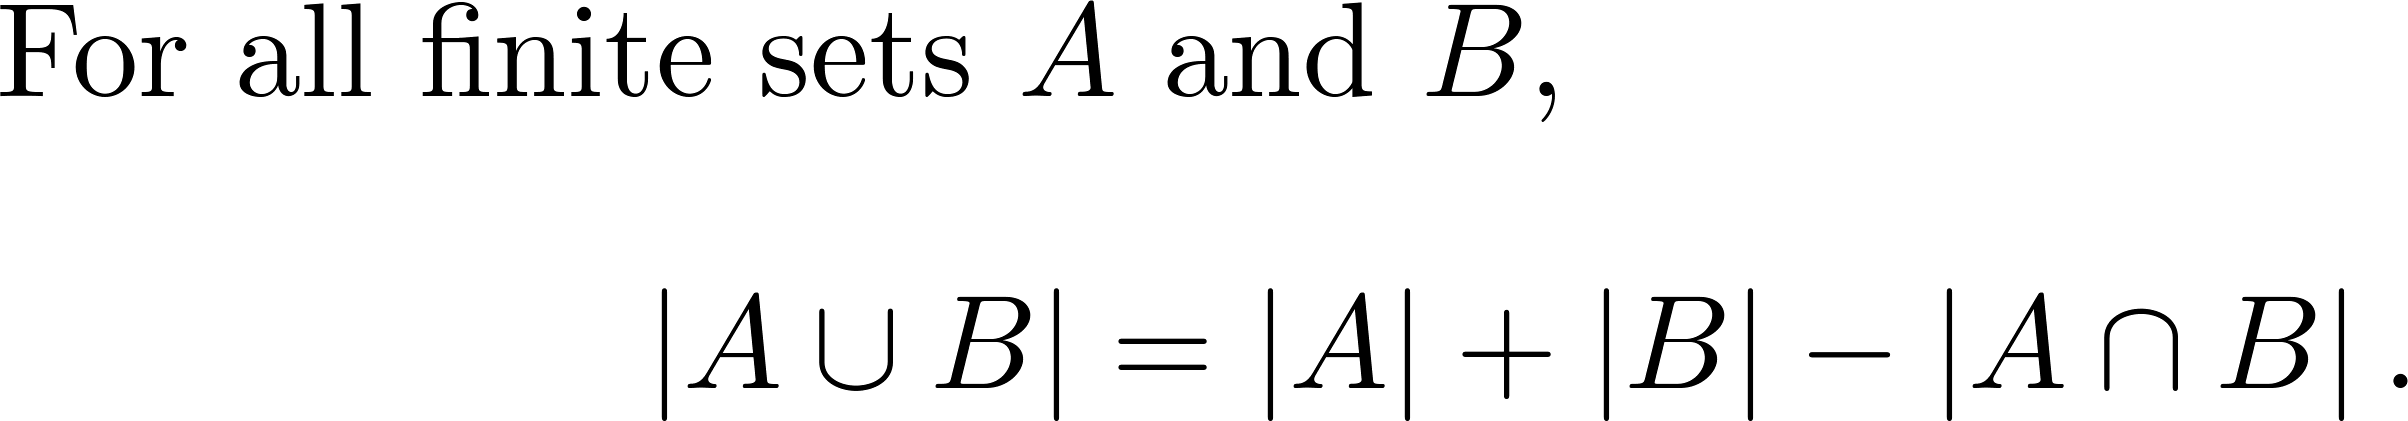 For all finite sets A and B,
|A ∪ B| = |A| + |B| − |A ∩ B| .